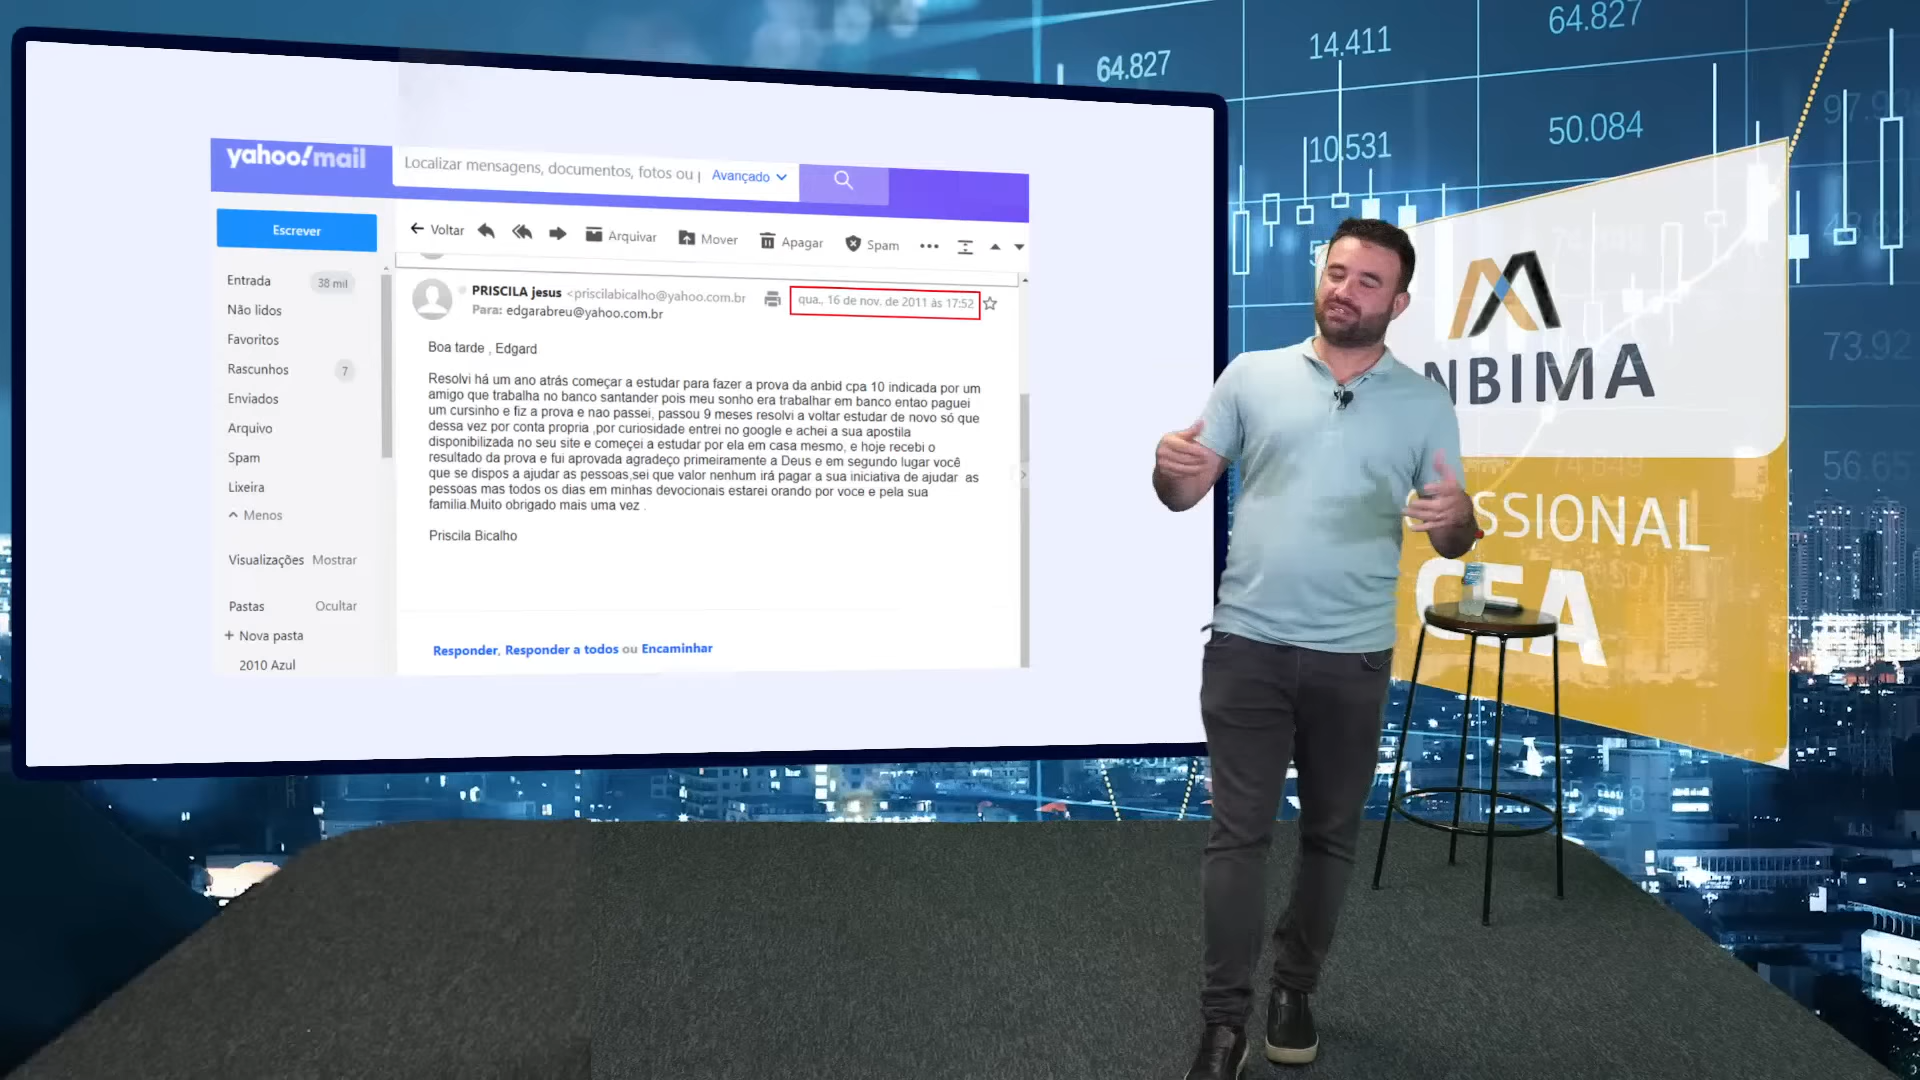 yahoo!mail
Localizar mensagens, documentos, fotos ou
Avançado
Escrever
Voltar
Arquivar
Mover
Apagar
Spam
Entrada
38 mil
Não lidos
Favoritos
Rascunhos
7
Enviados
Arquivo
Spam
Lixeira
Menos
Visualizações Mostrar
Pastas Ocultar
+ Nova pasta
2010 Azul
PRISCILA jesus <priscilabicalho@yahoo.com.br
qua., 16 de nov. de 2011 às 17:52
Para: edgarabreu@yahoo.com.br
Boa tarde , Edgard
Resolvi há um ano atrás começar a estudar para fazer a prova da anbid cpa 10 indicada por um
amigo que trabalha no banco santander pois meu sonho era trabalhar em banco entao paguei
um cursinho e fiz a prova e nao passei, passou 9 meses resolvi a voltar estudar de novo só que
dessa vez por conta propria ,por curiosidade entrei no google e achei a sua apostila
disponibilizada no seu site e começei a estudar por ela em casa mesmo, e hoje recebi o
resultado da prova e fui aprovada agradeço primeiramente a Deus e em segundo lugar você
que se dispos a ajudar as pessoas,sei que valor nenhum irá pagar a sua iniciativa de ajudar as
pessoas mas todos os dias em minhas devocionais estarei orando por voce e pela sua
familia.Muito obrigado mais uma vez .
Priscila Bicalho
Responder, Responder a todos ou Encaminhar
64.827
14.411
64.827
10.531
50.084
73.92
56.65
74.849
NBIMA
SSIONAL
CEA